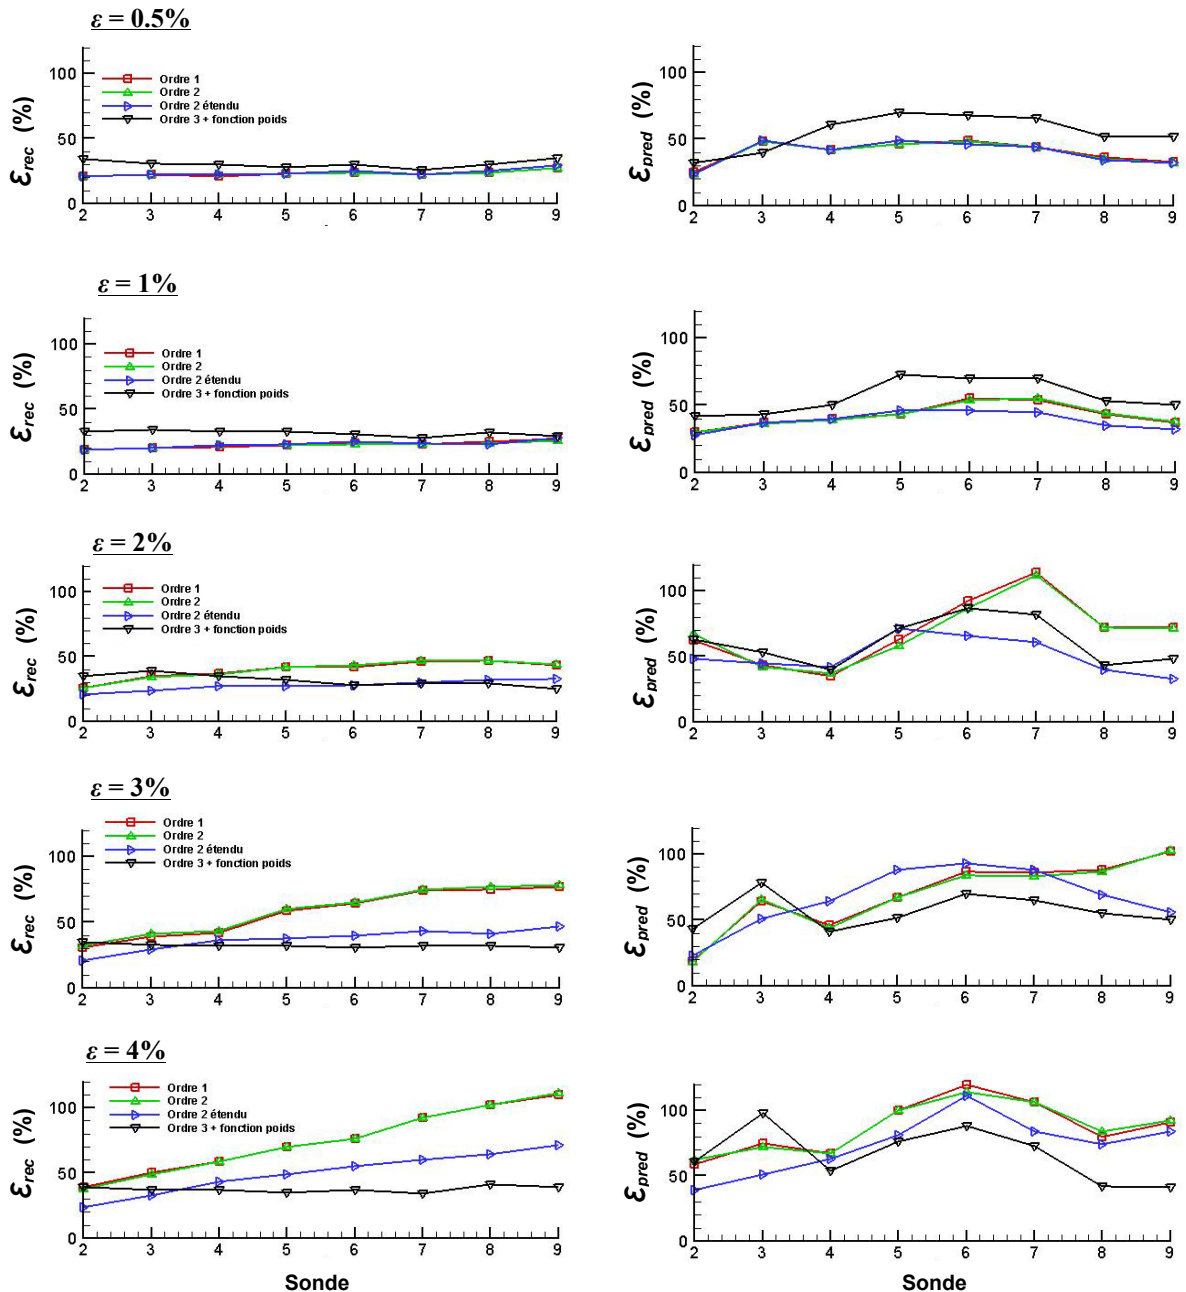 ε = 0.5%
100
50
0
εrec (%)
Ordre 1
Ordre 2
Ordre 2 étendu
Ordre 3 + fonction poids
2 3 4 5 6 7 8 9
100
50
0
εpred (%)
2 3 4 5 6 7 8 9
ε = 1%
100
50
0
εrec (%)
Ordre 1
Ordre 2
Ordre 2 étendu
Ordre 3 + fonction poids
2 3 4 5 6 7 8 9
100
50
0
εpred (%)
2 3 4 5 6 7 8 9
ε = 2%
100
50
0
εrec (%)
Ordre 1
Ordre 2
Ordre 2 étendu
Ordre 3 + fonction poids
2 3 4 5 6 7 8 9
100
50
0
εpred (%)
2 3 4 5 6 7 8 9
ε = 3%
100
50
0
εrec (%)
Ordre 1
Ordre 2
Ordre 2 étendu
Ordre 3 + fonction poids
2 3 4 5 6 7 8 9
100
50
0
εpred (%)
2 3 4 5 6 7 8 9
ε = 4%
100
50
0
εrec (%)
Ordre 1
Ordre 2
Ordre 2 étendu
Ordre 3 + fonction poids
2 3 4 5 6 7 8 9
Sonde
100
50
0
εpred (%)
2 3 4 5 6 7 8 9
Sonde